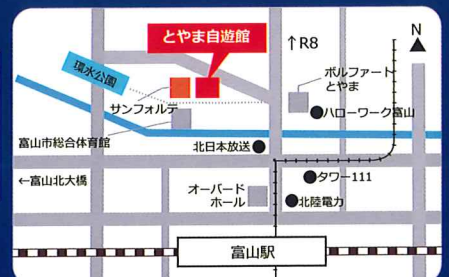 とやま自遊館
↑R8
N
環水公園
ボルファート
とやま
サンフォルテ
ハローワーク富山
富山市総合体育館
北日本放送
←富山北大橋
タワー111
オーバード
ホール
北陸電力
富山駅